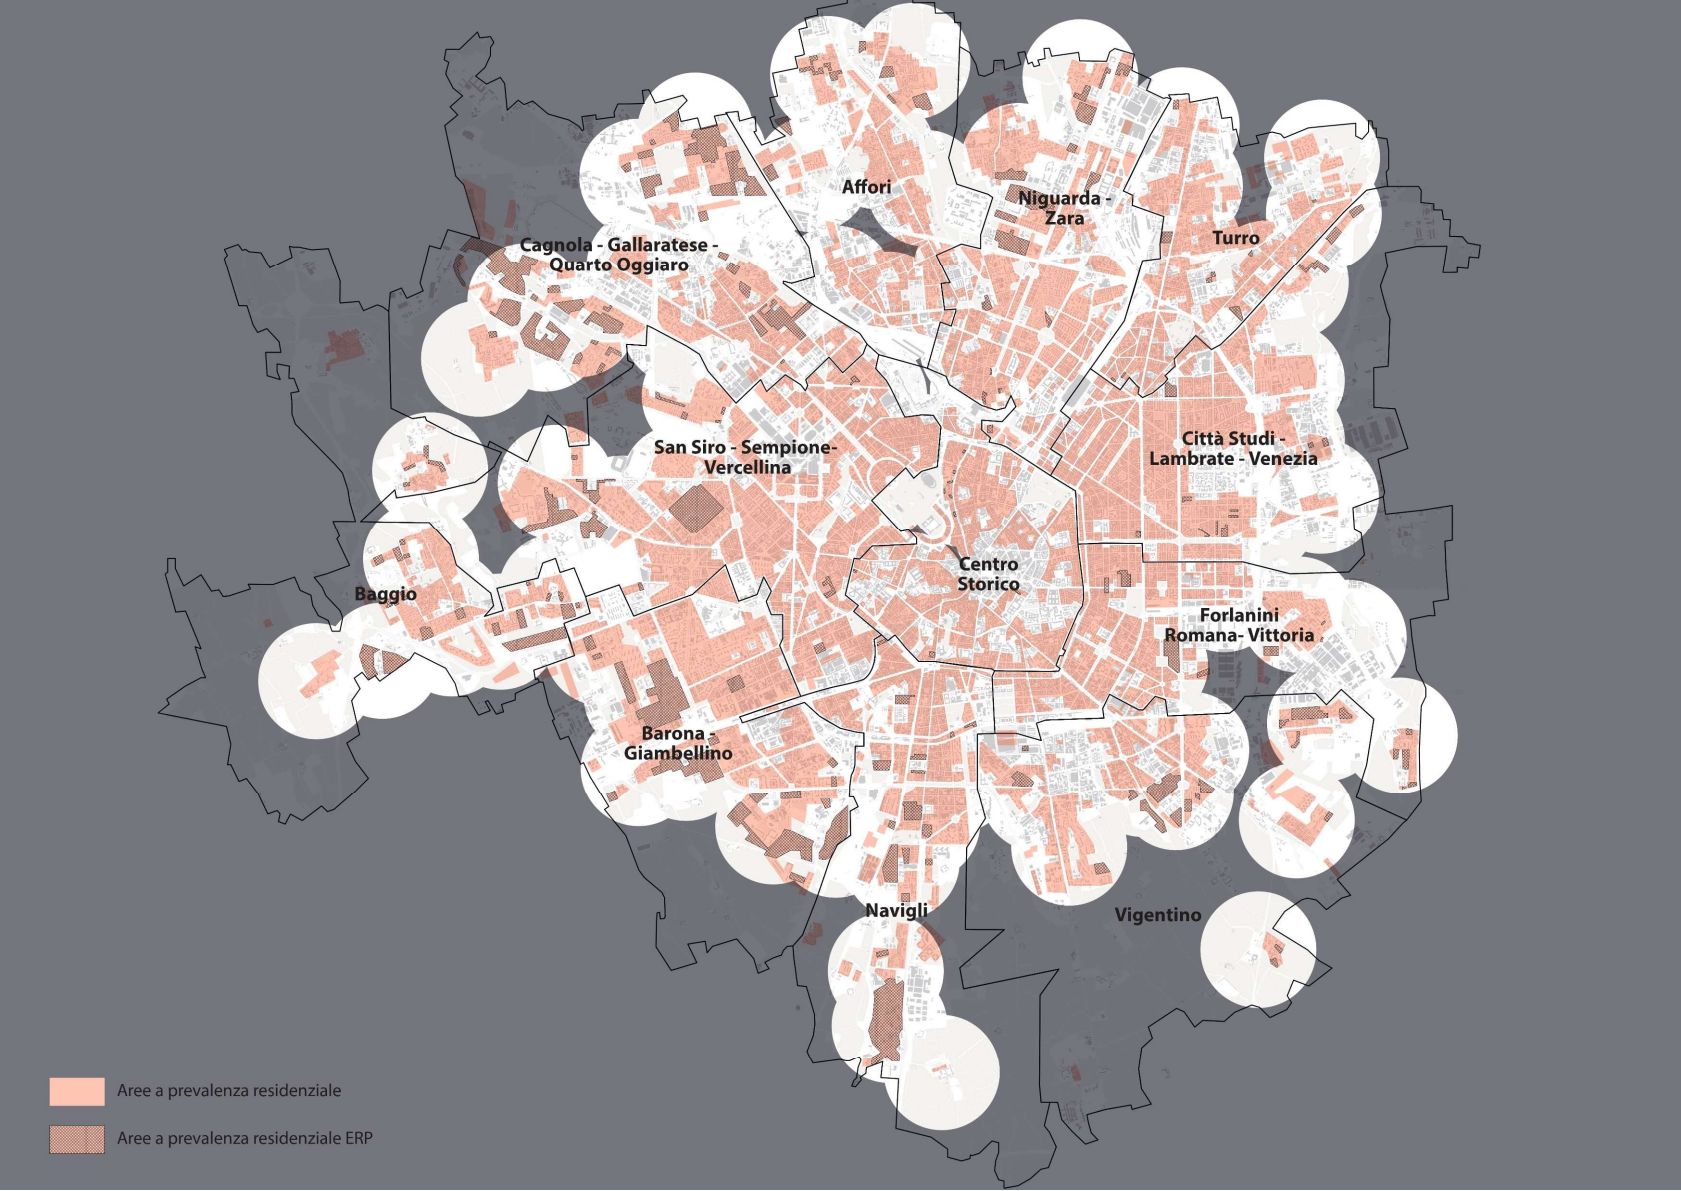 Affori
Niguarda -
Zara
Turro
Cagnola - Gallaratese -
Quarto Oggiaro
San Siro - Sempione-
Vercellina
Città Studi -
Lambrate - Venezia
Centro
Storico
Baggio
Forlanini
Romana- Vittoria
Barona -
Giambellino
Navigli
Vigentino
Aree a prevalenza residenziale
Aree a prevalenza residenziale ERP